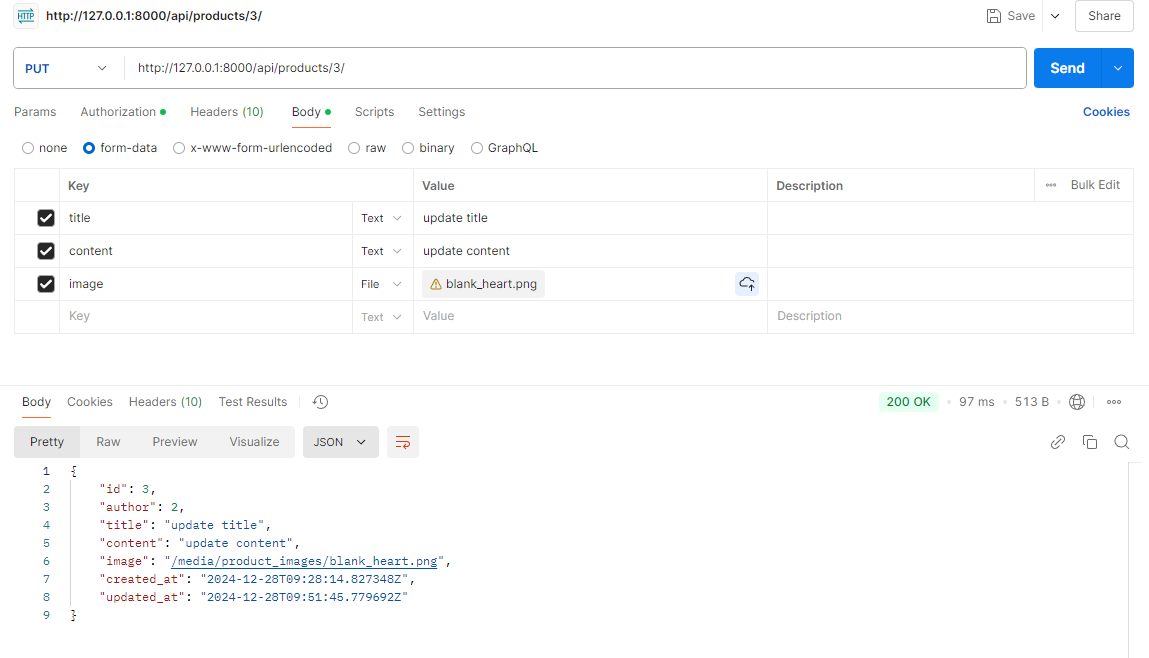 HTTP http://127.0.0.1:8000/api/products/3/ Save Share
PUT http://127.0.0.1:8000/api/products/3/ Send
Params Authorization Headers (10) Body Scripts Settings Cookies
none form-data x-www-form-urlencoded raw binary GraphQL
Key Value Description Bulk Edit
title Text update title
content Text update content
image File blank_heart.png
Key Text Value Description
Body Cookies Headers (10) Test Results 200 OK 97 ms 513 B
Pretty Raw Preview Visualize JSON
1 {
2 "id": 3,
3 "author": 2,
4 "title": "update title",
5 "content": "update content",
6 "image": "/media/product_images/blank_heart.png",
7 "created_at": "2024-12-28T09:28:14.827348Z",
8 "updated_at": "2024-12-28T09:51:45.779692Z"
9 }